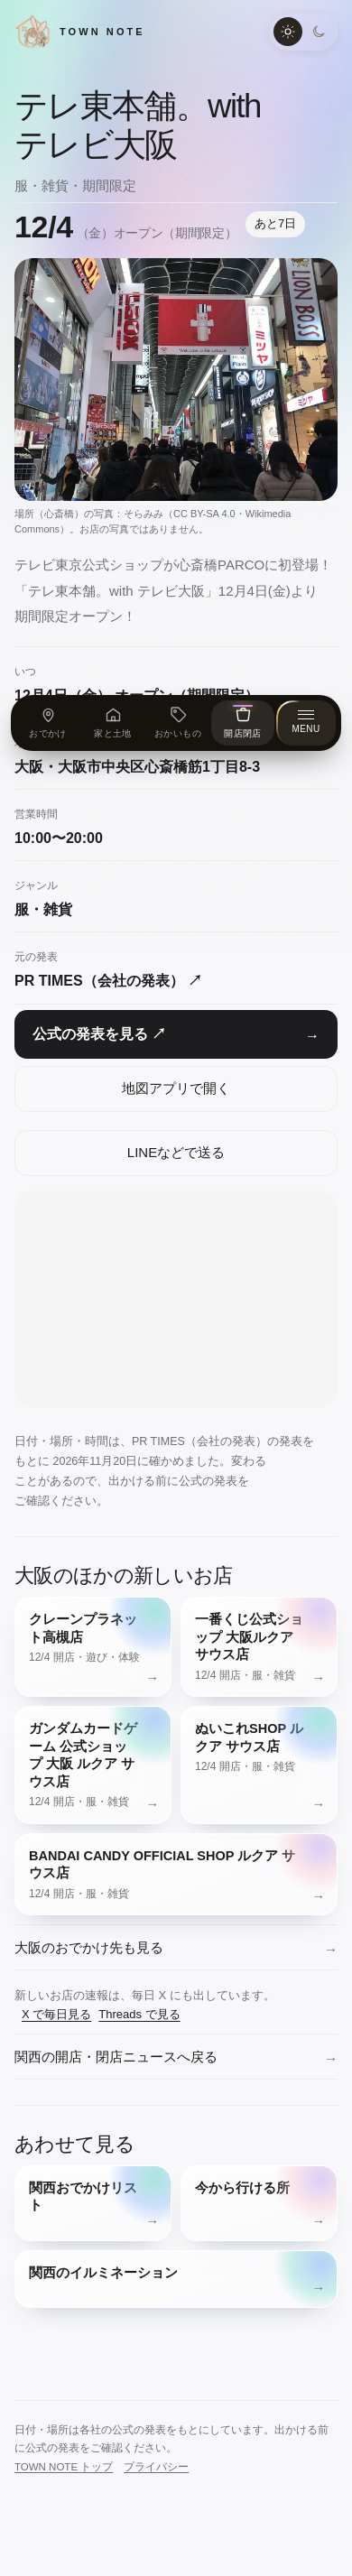 TOWN NOTE
テレ東本舗。with
テレビ大阪
服・雑貨・期間限定
12/4（金）オープン（期間限定） あと7日
LION BOSS
ミツヤ
Welcome to the
場所（心斎橋）の写真：そらみみ（CC BY-SA 4.0・Wikimedia
Commons）。お店の写真ではありません。
テレビ東京公式ショップが心斎橋PARCOに初登場！
「テレ東本舗。with テレビ大阪」12月4日(金)より
期間限定オープン！
いつ
12月4日（金） オープン（期間限定）
おでかけ 家と土地 おかいもの 開店閉店 MENU
大阪・大阪市中央区心斎橋筋1丁目8-3
営業時間
10:00〜20:00
ジャンル
服・雑貨
元の発表
PR TIMES（会社の発表） ↗
公式の発表を見る ↗ →
地図アプリで開く
LINEなどで送る
日付・場所・時間は、PR TIMES（会社の発表）の発表を
もとに 2026年11月20日に確かめました。変わる
ことがあるので、出かける前に公式の発表を
ご確認ください。
大阪のほかの新しいお店
クレーンプラネッ
ト高槻店
12/4 開店・遊び・体験
→
一番くじ公式ショ
ップ 大阪ルクア
サウス店
12/4 開店・服・雑貨 →
ガンダムカードゲ
ーム 公式ショッ
プ 大阪 ルクア サ
ウス店
12/4 開店・服・雑貨 →
ぬいこれSHOP ル
クア サウス店
12/4 開店・服・雑貨
→
BANDAI CANDY OFFICIAL SHOP ルクア サ
ウス店
12/4 開店・服・雑貨 →
大阪のおでかけ先も見る →
新しいお店の速報は、毎日 X にも出しています。
X で毎日見る Threads で見る
関西の開店・閉店ニュースへ戻る →
あわせて見る
関西おでかけリス
ト
→
今から行ける所
→
関西のイルミネーション
→
日付・場所は各社の公式の発表をもとにしています。出かける前
に公式の発表をご確認ください。
TOWN NOTE トップ プライバシー